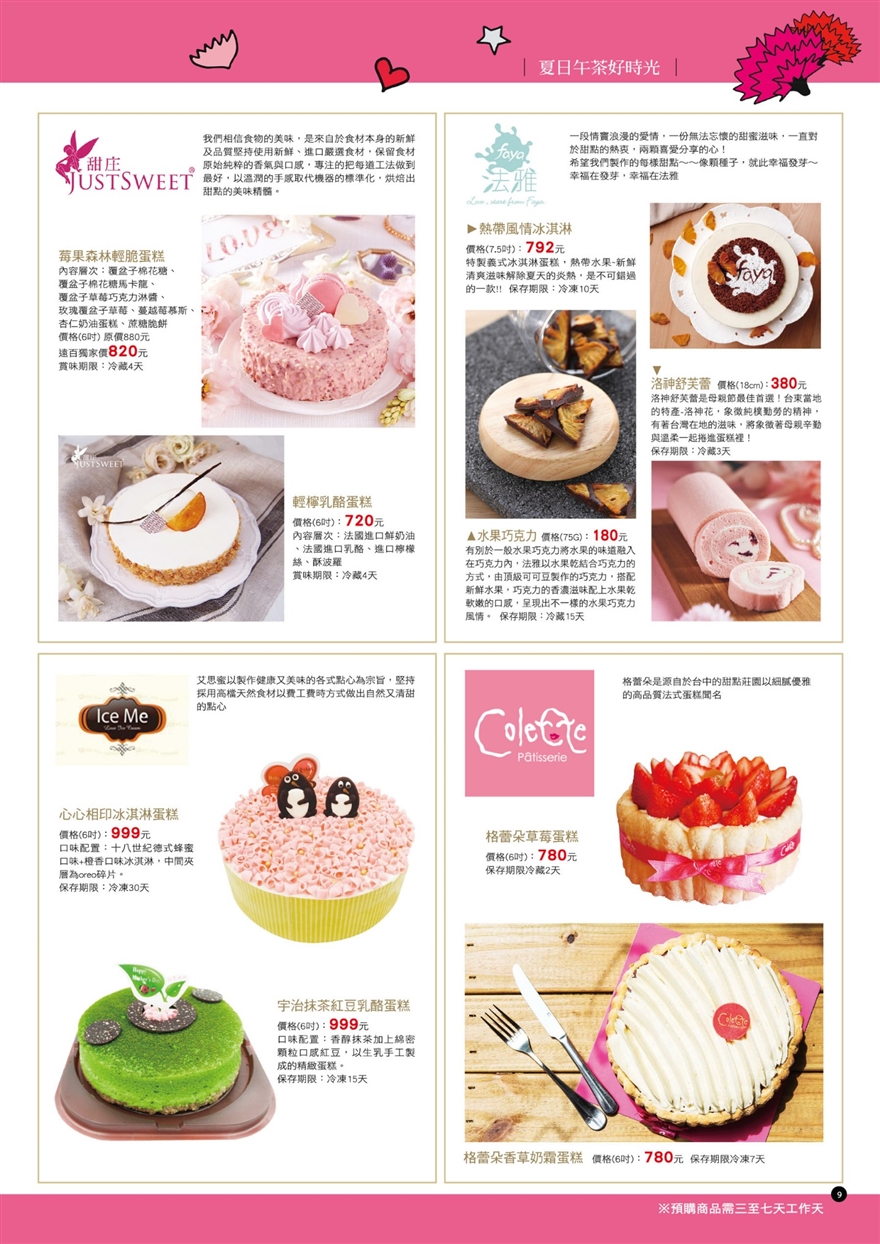 ｜ 夏日午茶好時光 ｜
甜庄
JUSTSWEET®
我們相信食物的美味，是來自於食材本身的新鮮
及品質堅持使用新鮮、進口嚴選食材，保留食材
原始純粹的香氣與口感，專注的把每道工法做到
最好，以溫潤的手感取代機器的標準化，烘焙出
甜點的美味精髓。
莓果森林輕脆蛋糕
內容層次：覆盆子棉花糖、
覆盆子棉花糖馬卡龍、
覆盆子草莓巧克力淋醬、
玫瑰覆盆子草莓、蔓越莓慕斯、
杏仁奶油蛋糕、蔗糖脆餅
價格(6吋) 原價880元
遠百獨家價820元
賞味期限：冷藏4天
LOVE
甜庄
JUSTSWEET
輕檸乳酪蛋糕
價格(6吋)：720元
內容層次：法國進口鮮奶油
、法國進口乳酪、進口檸檬
絲、酥波羅
賞味期限：冷藏4天
faya
法雅
Love, more from Faya.
一段情竇浪漫的愛情，一份無法忘懷的甜蜜滋味，一直對
於甜點的熱衷，兩顆喜愛分享的心！
希望我們製作的每樣甜點～～像顆種子，就此幸福發芽～
幸福在發芽，幸福在法雅
▶熱帶風情冰淇淋
價格(7.5吋)：792元
特製義式冰淇淋蛋糕，熱帶水果-新鮮
清爽滋味解除夏天的炎熱，是不可錯過
的一款!! 保存期限：冷凍10天
faya
▼
洛神舒芙蕾 價格(18cm)：380元
洛神舒芙蕾是母親節最佳首選！台東當地
的特產-洛神花，象徵純樸勤勞的精神，
有著台灣在地的滋味，將象徵著母親辛勤
與溫柔一起捲進蛋糕裡！
保存期限：冷藏3天
▲水果巧克力 價格(75G)：180元
有別於一般水果巧克力將水果的味道融入
在巧克力內，法雅以水果乾結合巧克力的
方式，由頂級可可豆製作的巧克力，搭配
新鮮水果，巧克力的香濃滋味配上水果乾
軟嫩的口感，呈現出不一樣的水果巧克力
風情。 保存期限：冷藏15天
Ice Me
Love Ice Cream
艾思蜜以製作健康又美味的各式點心為宗旨，堅持
採用高檔天然食材以費工費時方式做出自然又清甜
的點心
心心相印冰淇淋蛋糕
價格(6吋)：999元
口味配置：十八世紀德式蜂蜜
口味+橙香口味冰淇淋，中間夾
層為oreo碎片。
保存期限：冷凍30天
Happy
Mother's Day
宇治抹茶紅豆乳酪蛋糕
價格(6吋)：999元
口味配置：香醇抹茶加上綿密
顆粒口感紅豆，以生乳手工製
成的精緻蛋糕。
保存期限：冷凍15天
Colette
Pâtisserie
格蕾朵是源自於台中的甜點莊園以細膩優雅
的高品質法式蛋糕聞名
格蕾朵草莓蛋糕
價格(6吋)：780元
保存期限冷藏2天
Colette
格蕾朵香草奶霜蛋糕 價格(6吋)：780元 保存期限冷凍7天
9
※預購商品需三至七天工作天